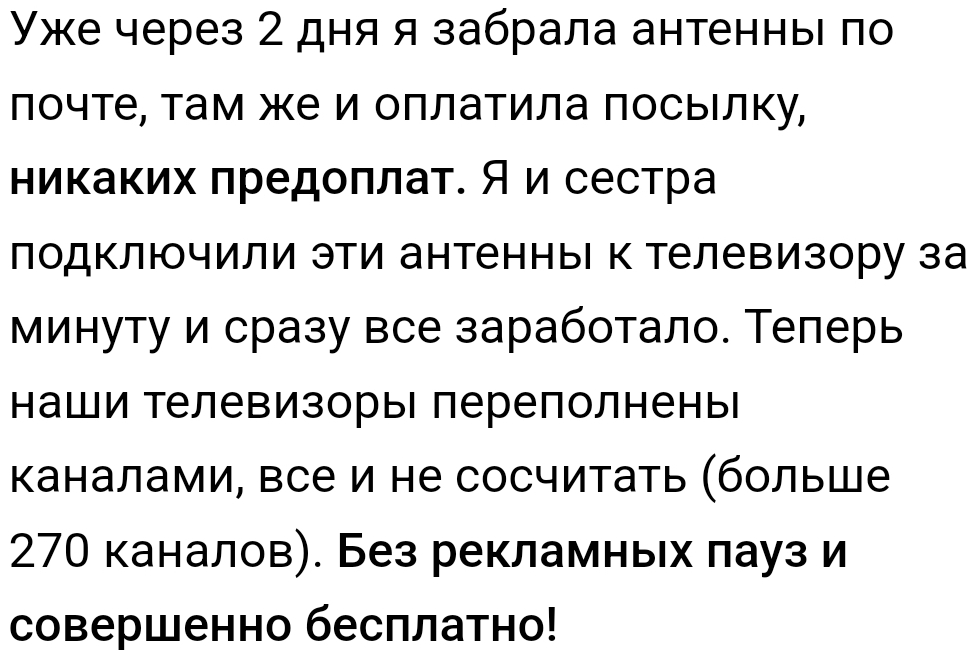 Уже через 2 дня я забрала антенны по
почте, там же и оплатила посылку,
никаких предоплат. Я и сестра
подключили эти антенны к телевизору за
минуту и сразу все заработало. Теперь
наши телевизоры переполнены
каналами, все и не сосчитать (больше
270 каналов). Без рекламных пауз и
совершенно бесплатно!